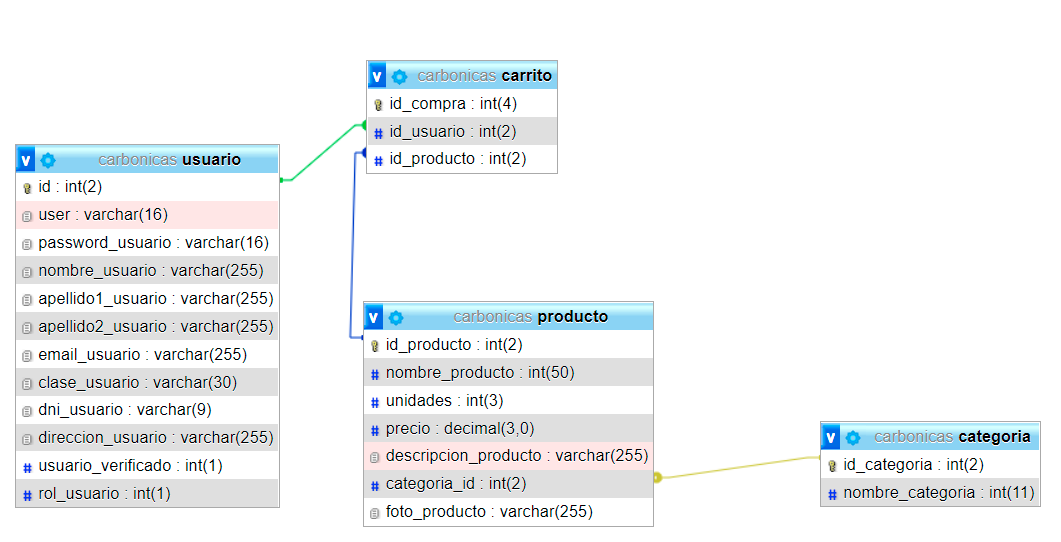 v carbonicas usuario
id : int(2)
user : varchar(16)
password_usuario : varchar(16)
nombre_usuario : varchar(255)
apellido1_usuario : varchar(255)
apellido2_usuario : varchar(255)
email_usuario : varchar(255)
clase_usuario : varchar(30)
dni_usuario : varchar(9)
direccion_usuario : varchar(255)
# usuario_verificado : int(1)
# rol_usuario : int(1)
v carbonicas carrito
id_compra : int(4)
# id_usuario : int(2)
# id_producto : int(2)
v carbonicas producto
id_producto : int(2)
# nombre_producto : int(50)
# unidades : int(3)
# precio : decimal(3,0)
descripcion_producto : varchar(255)
# categoria_id : int(2)
foto_producto : varchar(255)
v carbonicas categoria
id_categoria : int(2)
# nombre_categoria : int(11)